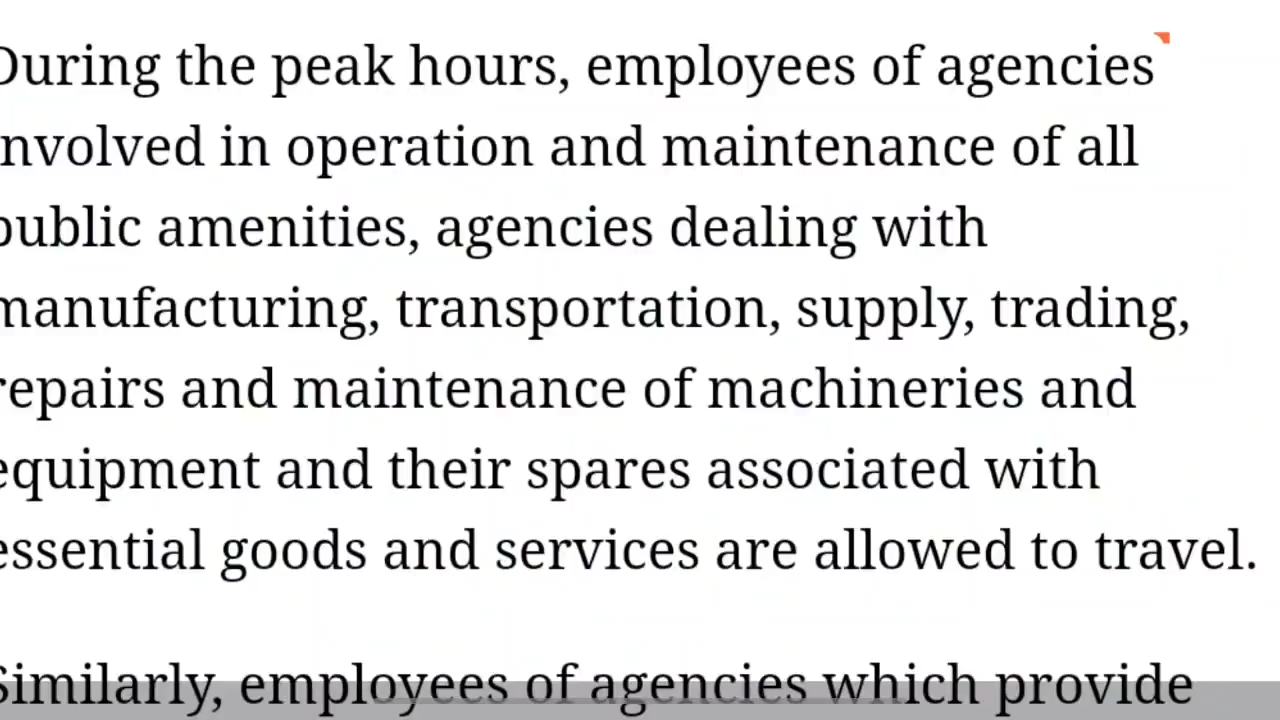 During the peak hours, employees of agencies
involved in operation and maintenance of all
public amenities, agencies dealing with
manufacturing, transportation, supply, trading,
repairs and maintenance of machineries and
equipment and their spares associated with
essential goods and services are allowed to travel.
Similarly, employees of agencies which provide